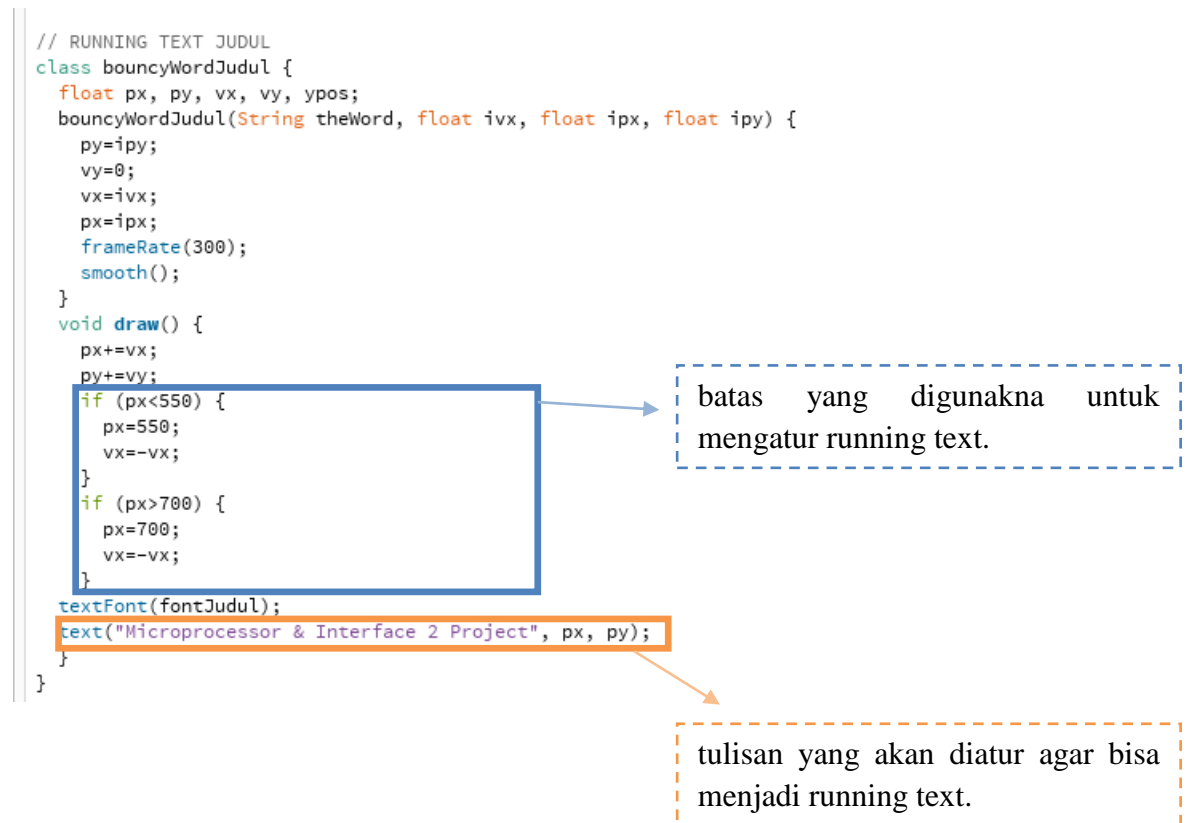 // RUNNING TEXT JUDUL
class bouncyWordJudul {
  float px, py, vx, vy, ypos;
  bouncyWordJudul(String theWord, float ivx, float ipx, float ipy) {
    py=ipy;
    vy=0;
    vx=ivx;
    px=ipx;
    frameRate(300);
    smooth();
  }
  void draw() {
    px+=vx;
    py+=vy;
    if (px<550) {
      px=550;
      vx=-vx;
    }
    if (px>700) {
      px=700;
      vx=-vx;
    }
  textFont(fontJudul);
  text("Microprocessor & Interface 2 Project", px, py);
  }
}
batas yang digunakna untuk
mengatur running text.
tulisan yang akan diatur agar bisa
menjadi running text.